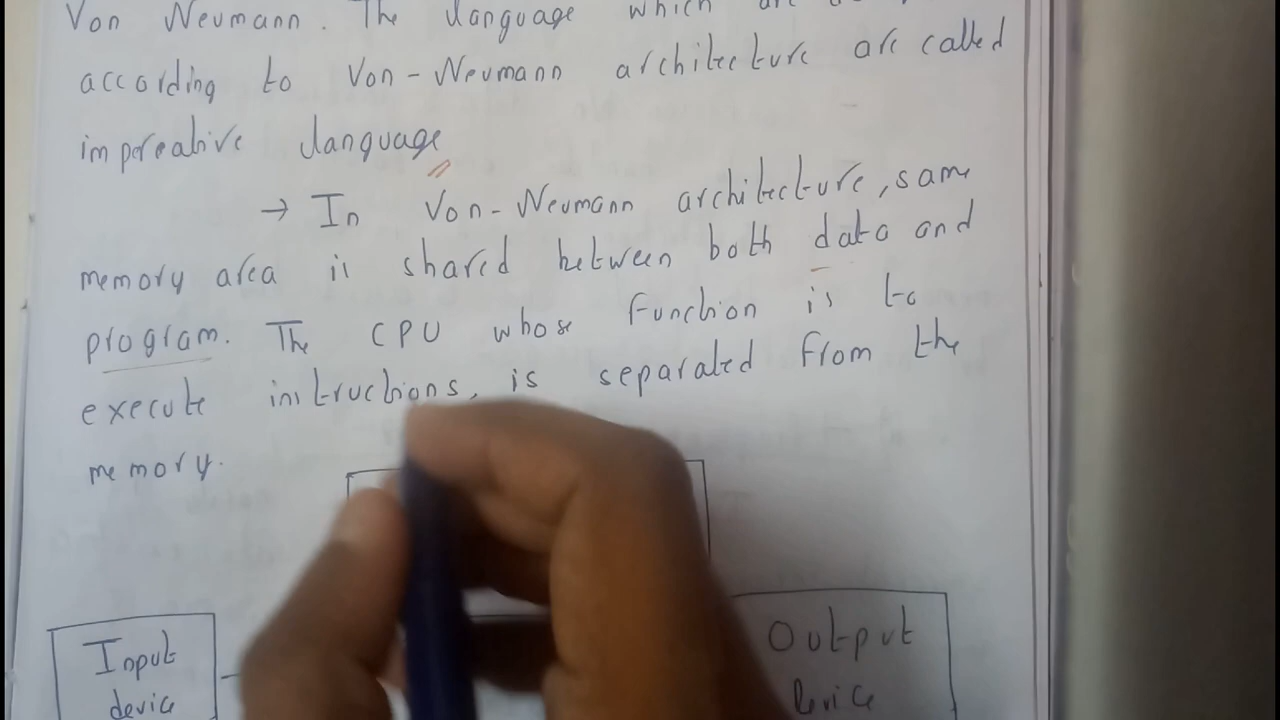 Von Neumann. The language which are
according to Von-Neumann architecture are called
impreative language
→ In Von-Neumann architecture, same
memory area is shared between both data and
program. The CPU whose function is to
execute intructions, is separated from the
memory.
Input
device
Output
Device